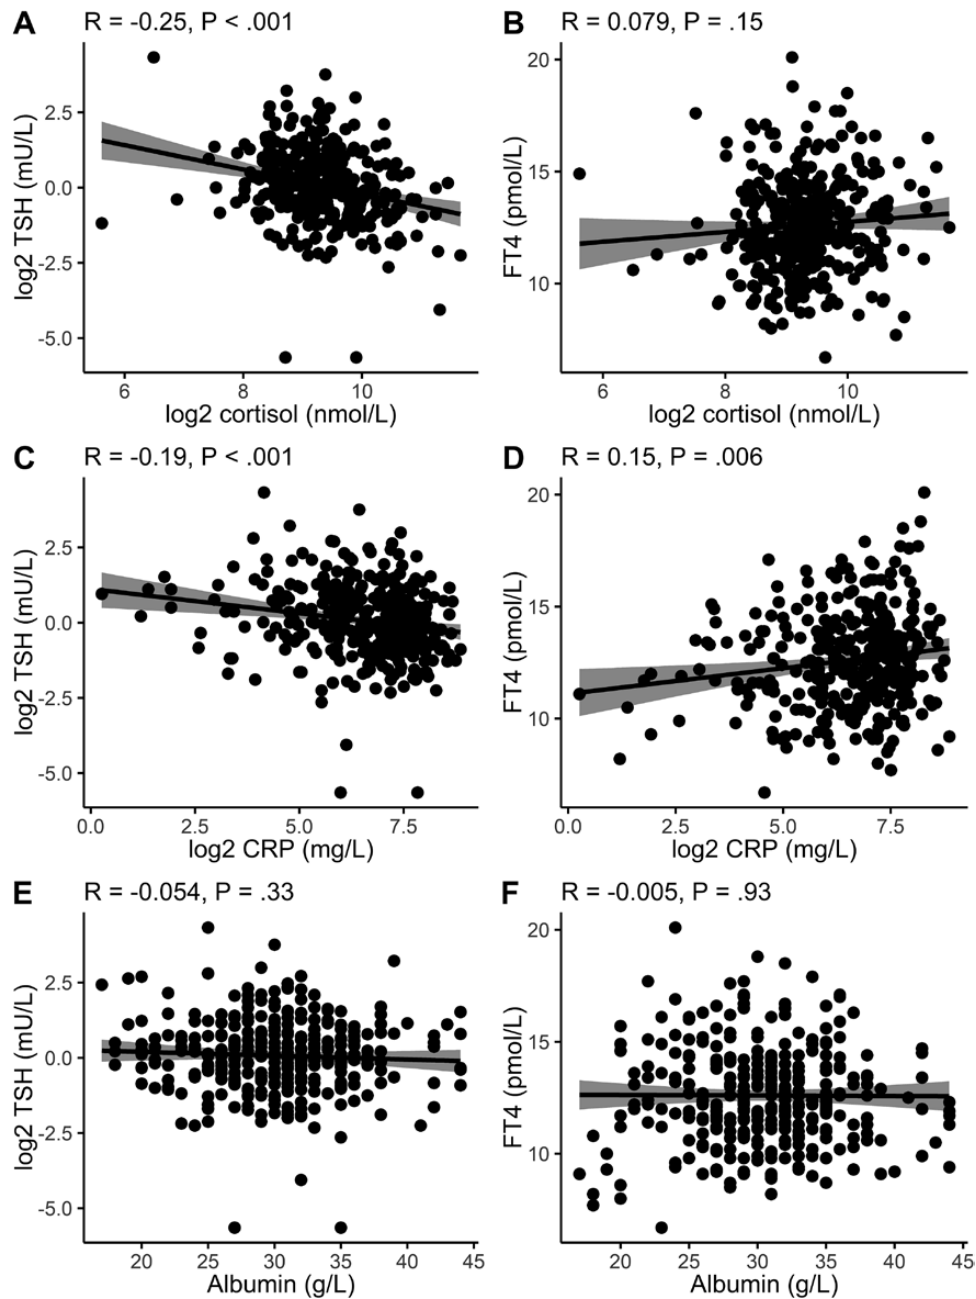 A R = -0.25, P < .001
log2 TSH (mU/L)
2.5
0.0
-2.5
-5.0
6 8 10
log2 cortisol (nmol/L)
B R = 0.079, P = .15
FT4 (pmol/L)
20
15
10
6 8 10
log2 cortisol (nmol/L)
C R = -0.19, P < .001
log2 TSH (mU/L)
2.5
0.0
-2.5
-5.0
0.0 2.5 5.0 7.5
log2 CRP (mg/L)
D R = 0.15, P = .006
FT4 (pmol/L)
20
15
10
0.0 2.5 5.0 7.5
log2 CRP (mg/L)
E R = -0.054, P = .33
log2 TSH (mU/L)
2.5
0.0
-2.5
-5.0
20 25 30 35 40 45
Albumin (g/L)
F R = -0.005, P = .93
FT4 (pmol/L)
20
15
10
20 25 30 35 40 45
Albumin (g/L)